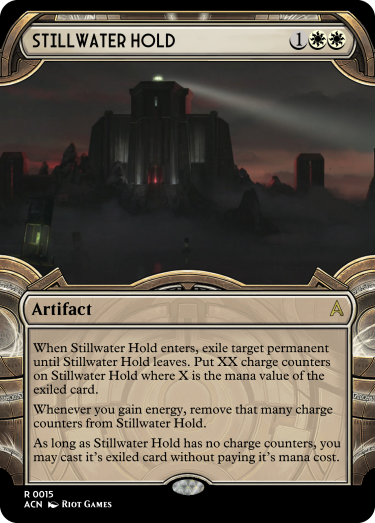 STILLWATER HOLD 1
Artifact
When Stillwater Hold enters, exile target permanent
until Stillwater Hold leaves. Put XX charge counters
on Stillwater Hold where X is the mana value of the
exiled card.
Whenever you gain energy, remove that many charge
counters from Stillwater Hold.
As long as Stillwater Hold has no charge counters, you
may cast it's exiled card without paying it's mana cost.
R 0015
ACN RIOT GAMES